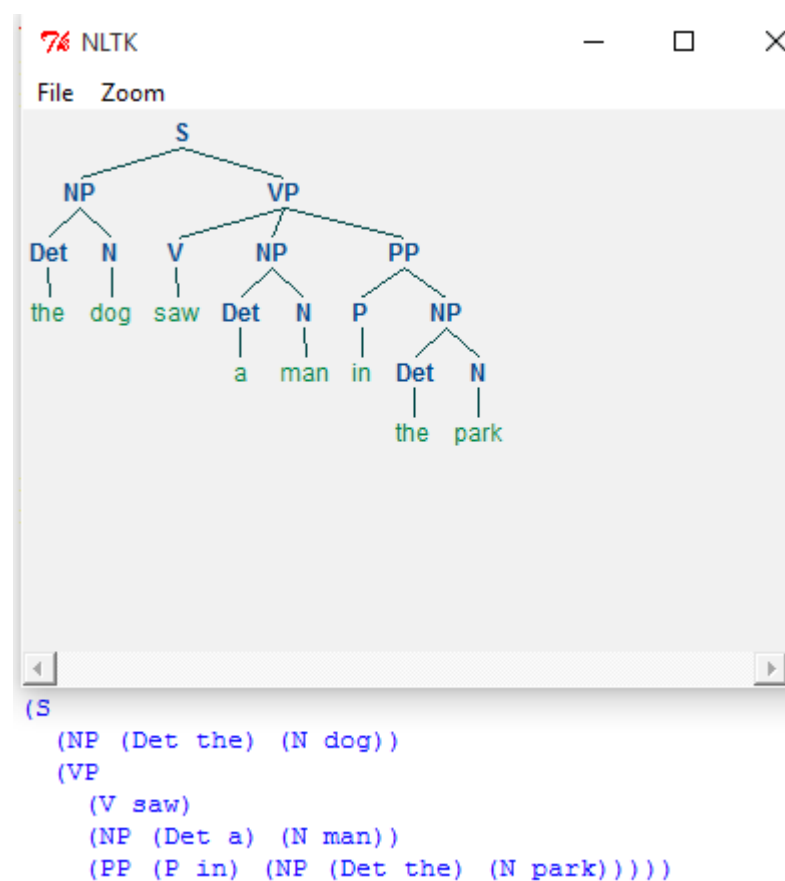 NLTK
File Zoom
S
NP VP
Det N V NP PP
the dog saw Det N P NP
a man in Det N
the park
(S
(NP (Det the) (N dog))
(VP
(V saw)
(NP (Det a) (N man))
(PP (P in) (NP (Det the) (N park)))))